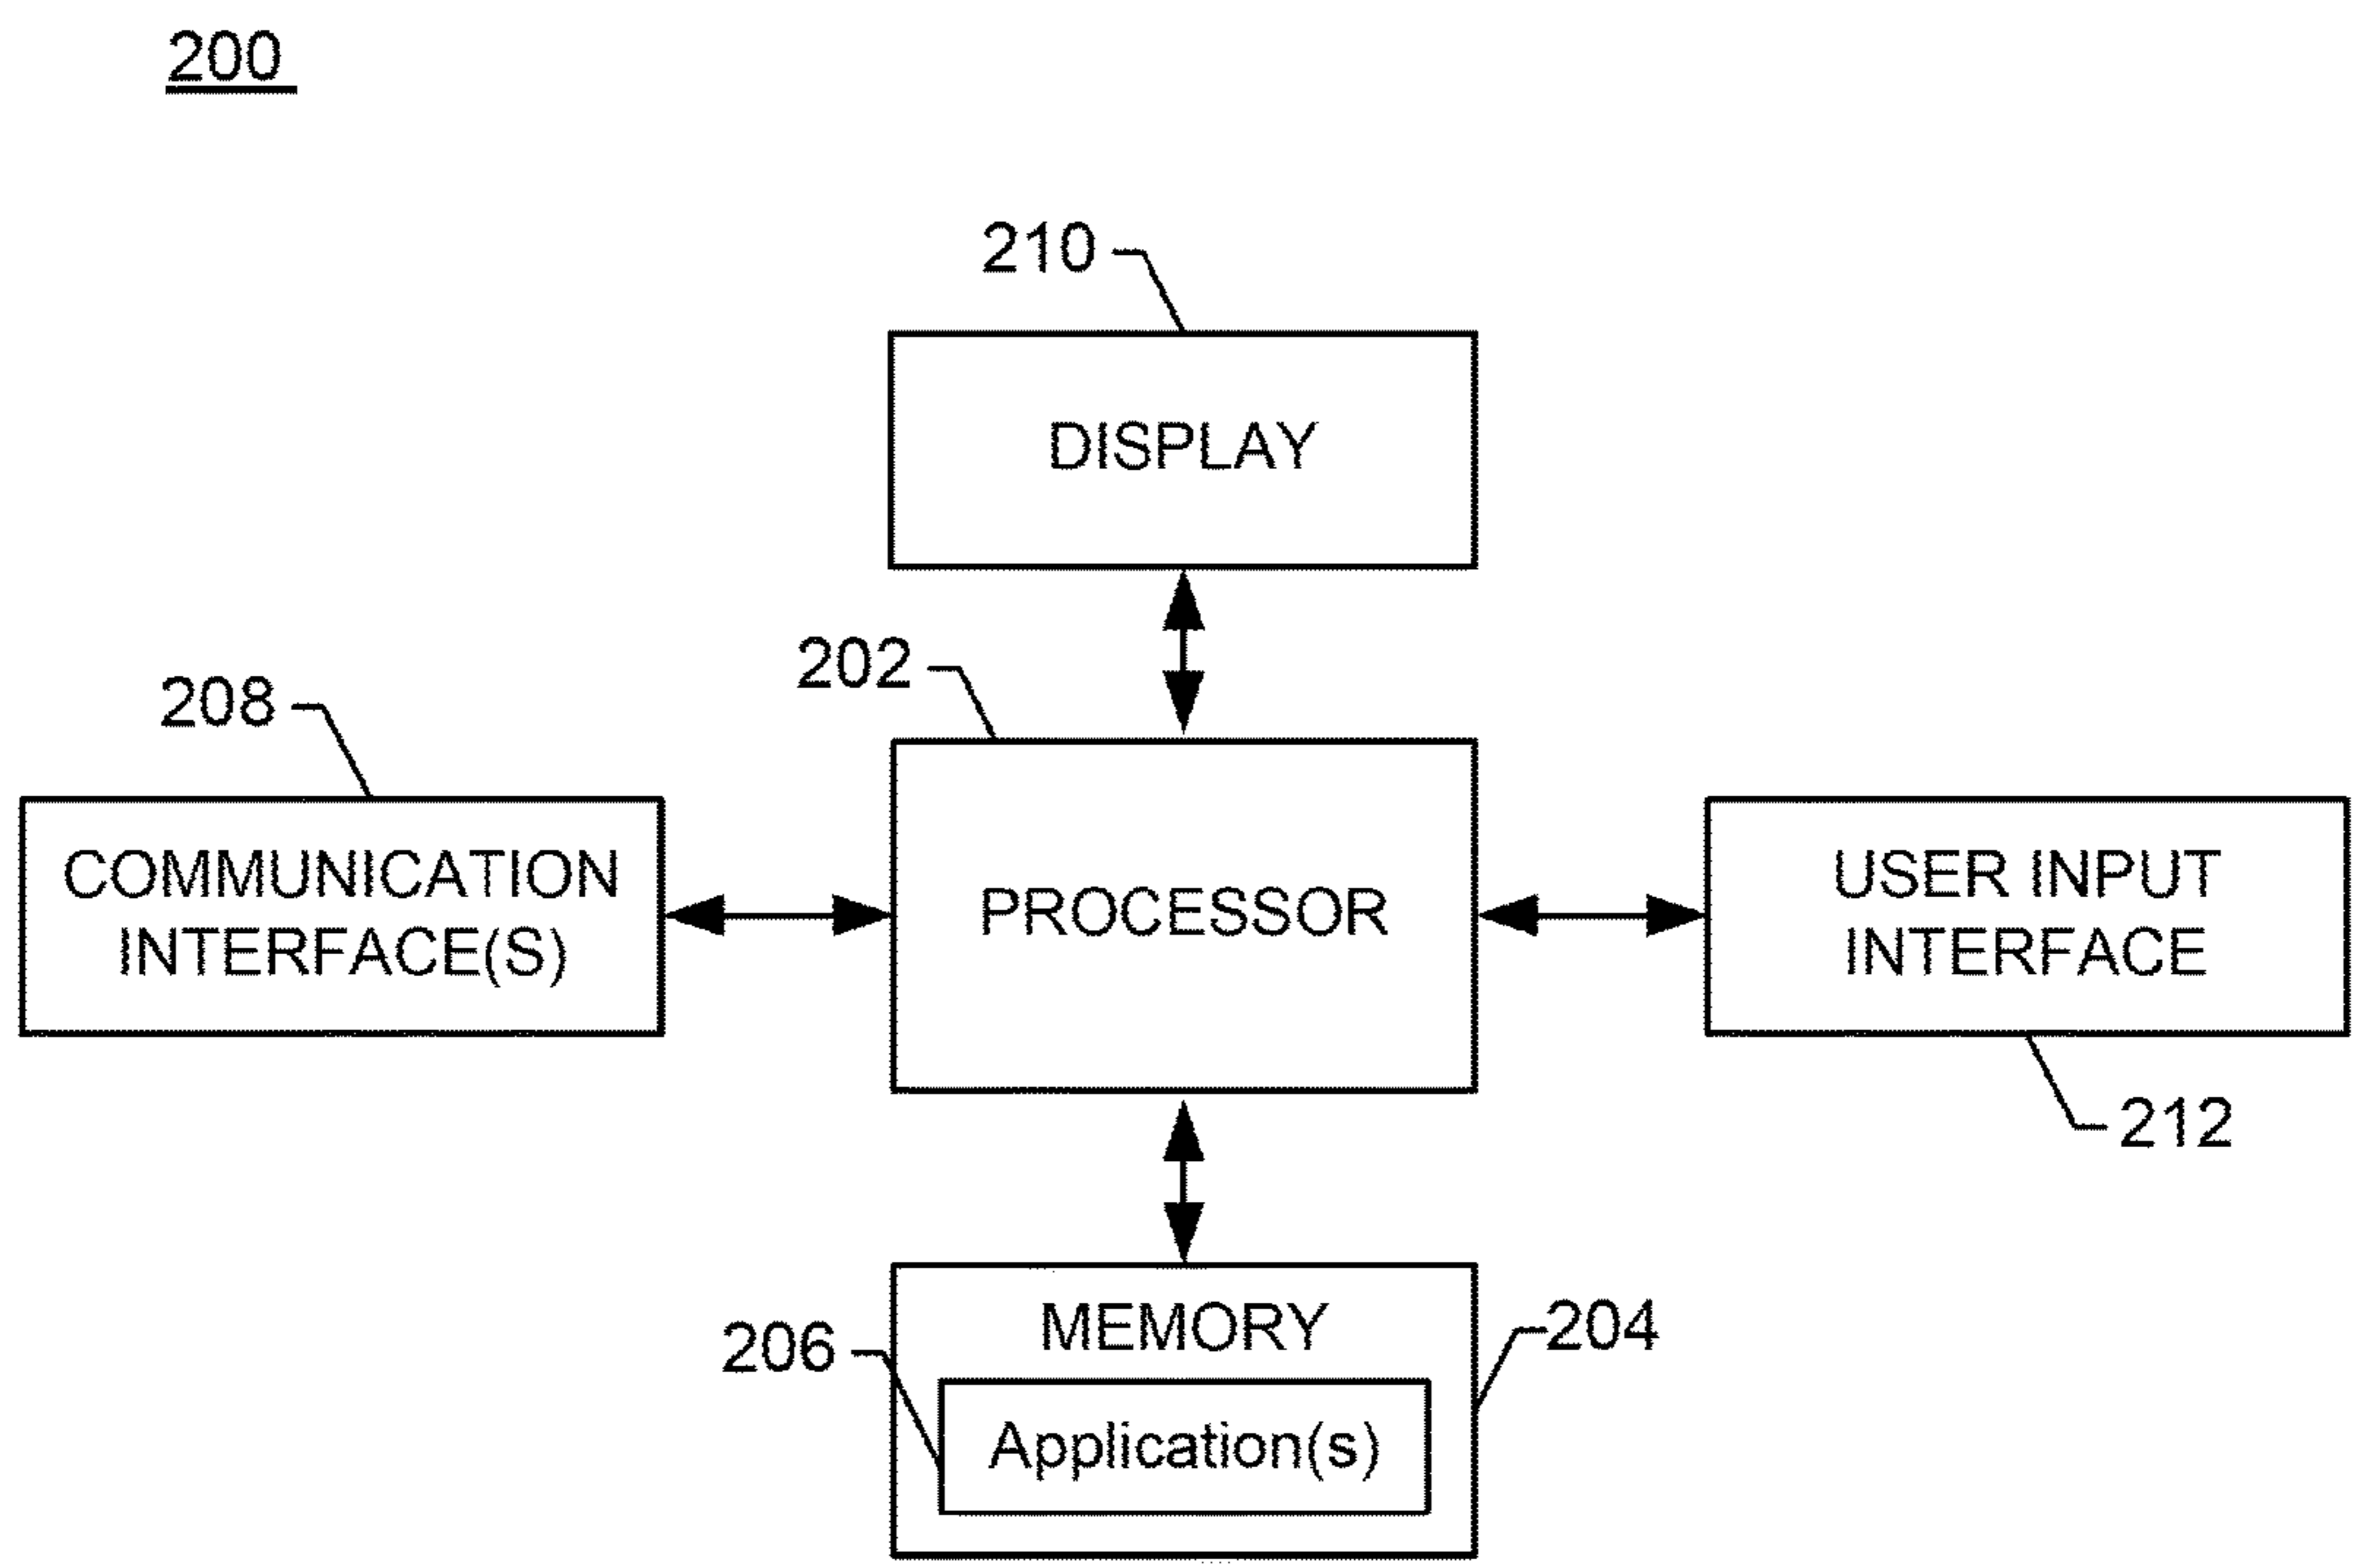 200
210
DISPLAY
202
208
COMMUNICATION
INTERFACE(S)
PROCESSOR
USER INPUT
INTERFACE
212
MEMORY
204
206
Application(s)